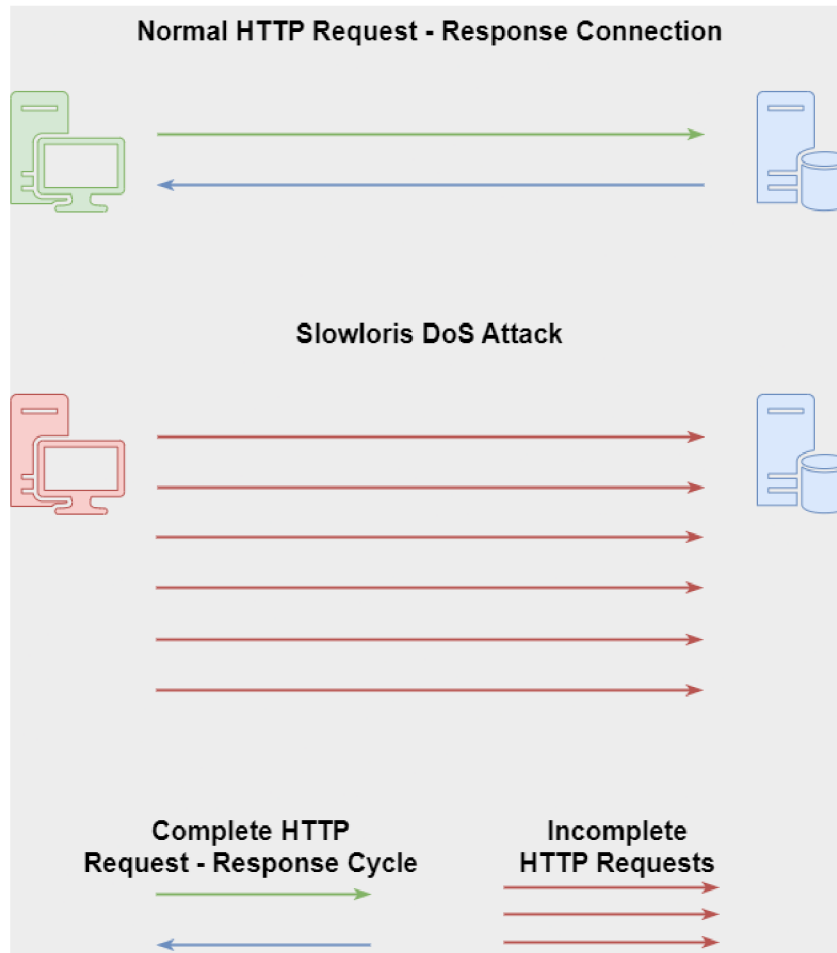 Normal HTTP Request - Response Connection
Slowloris DoS Attack
Complete HTTP
Request - Response Cycle
Incomplete
HTTP Requests